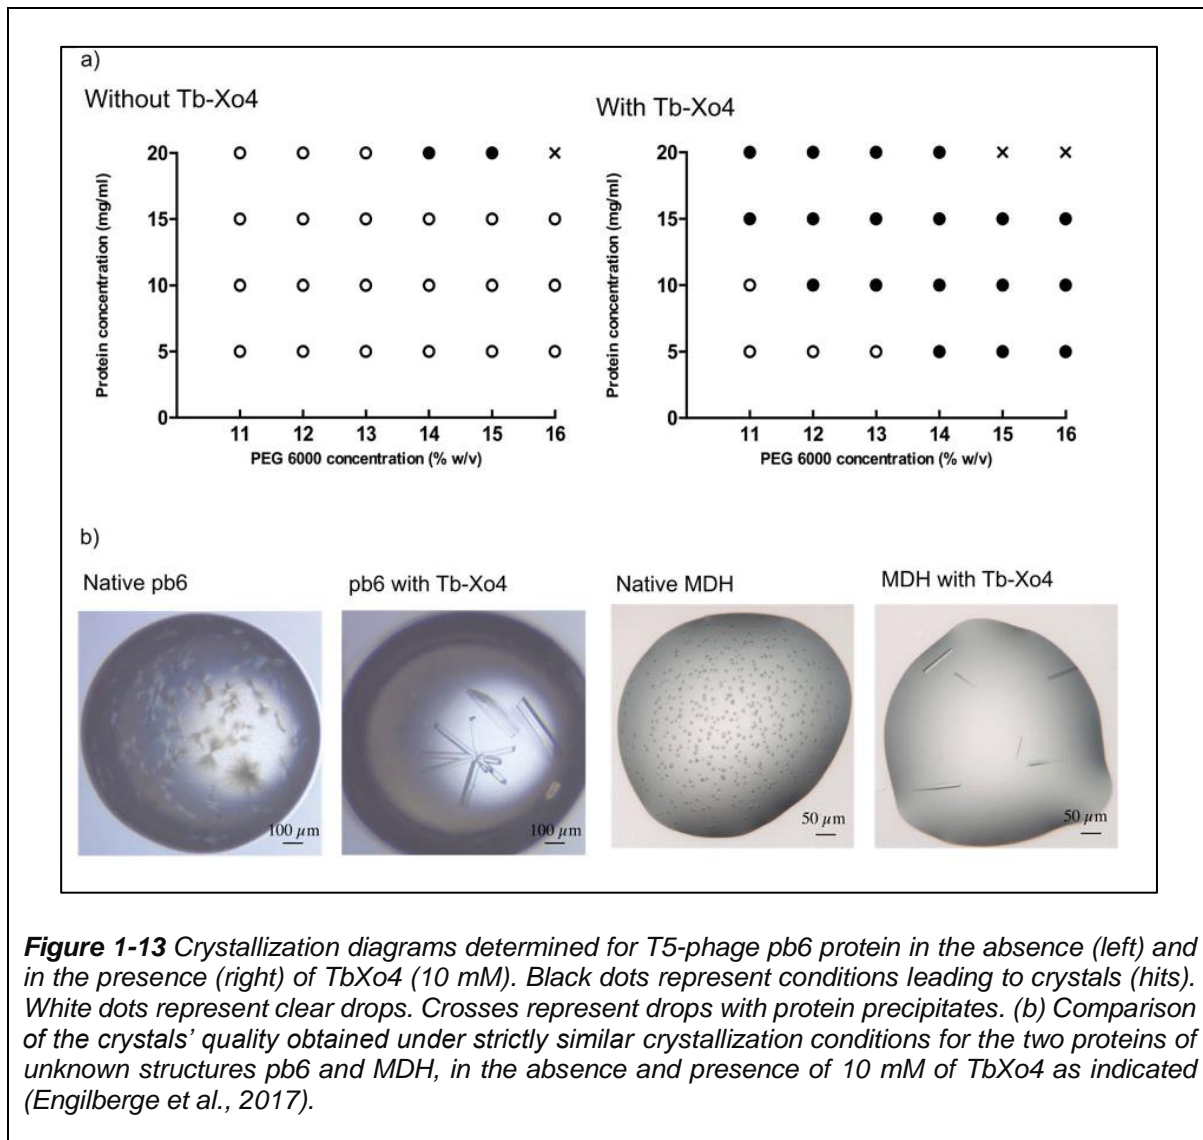 a)
Without Tb-Xo4
With Tb-Xo4
Protein concentration (mg/ml)
20
15
10
5
0
11 12 13 14 15 16
PEG 6000 concentration (% w/v)
Protein concentration (mg/ml)
20
15
10
5
0
11 12 13 14 15 16
PEG 6000 concentration (% w/v)
b)
Native pb6
pb6 with Tb-Xo4
Native MDH
MDH with Tb-Xo4
100 µm
100 µm
50 µm
50 µm
Figure 1-13 Crystallization diagrams determined for T5-phage pb6 protein in the absence (left) and
in the presence (right) of TbXo4 (10 mM). Black dots represent conditions leading to crystals (hits).
White dots represent clear drops. Crosses represent drops with protein precipitates. (b) Comparison
of the crystals’ quality obtained under strictly similar crystallization conditions for the two proteins of
unknown structures pb6 and MDH, in the absence and presence of 10 mM of TbXo4 as indicated
(Engilberge et al., 2017).